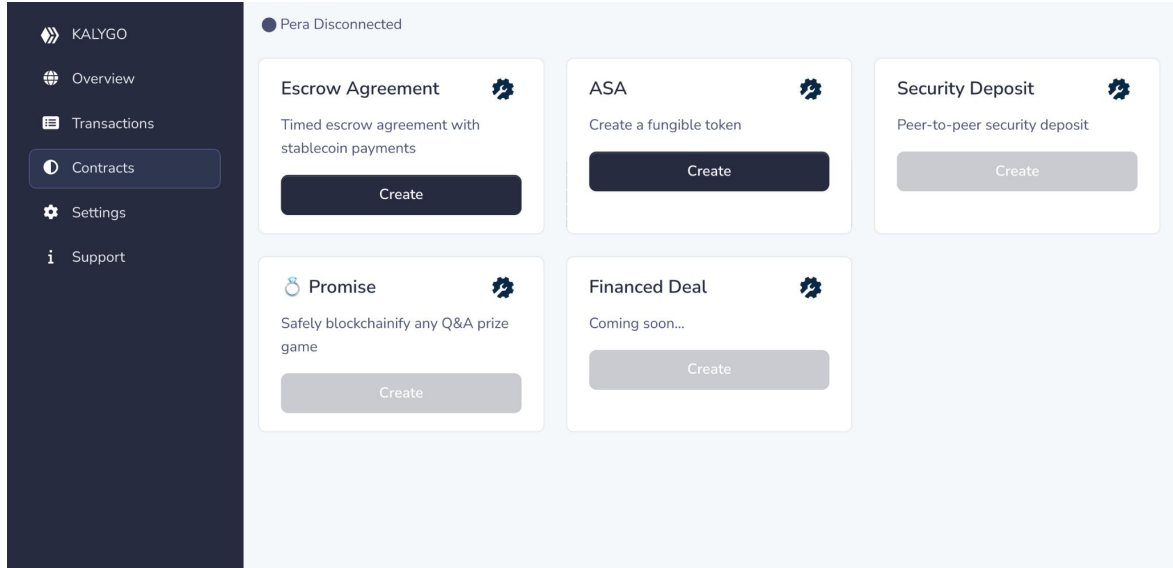 KALYGO
Overview
Transactions
Contracts
Settings
Support
Pera Disconnected
Escrow Agreement
Timed escrow agreement with
stablecoin payments
Create
ASA
Create a fungible token
Create
Security Deposit
Peer-to-peer security deposit
Create
Promise
Safely blockchainify any Q&A prize
game
Create
Financed Deal
Coming soon...
Create